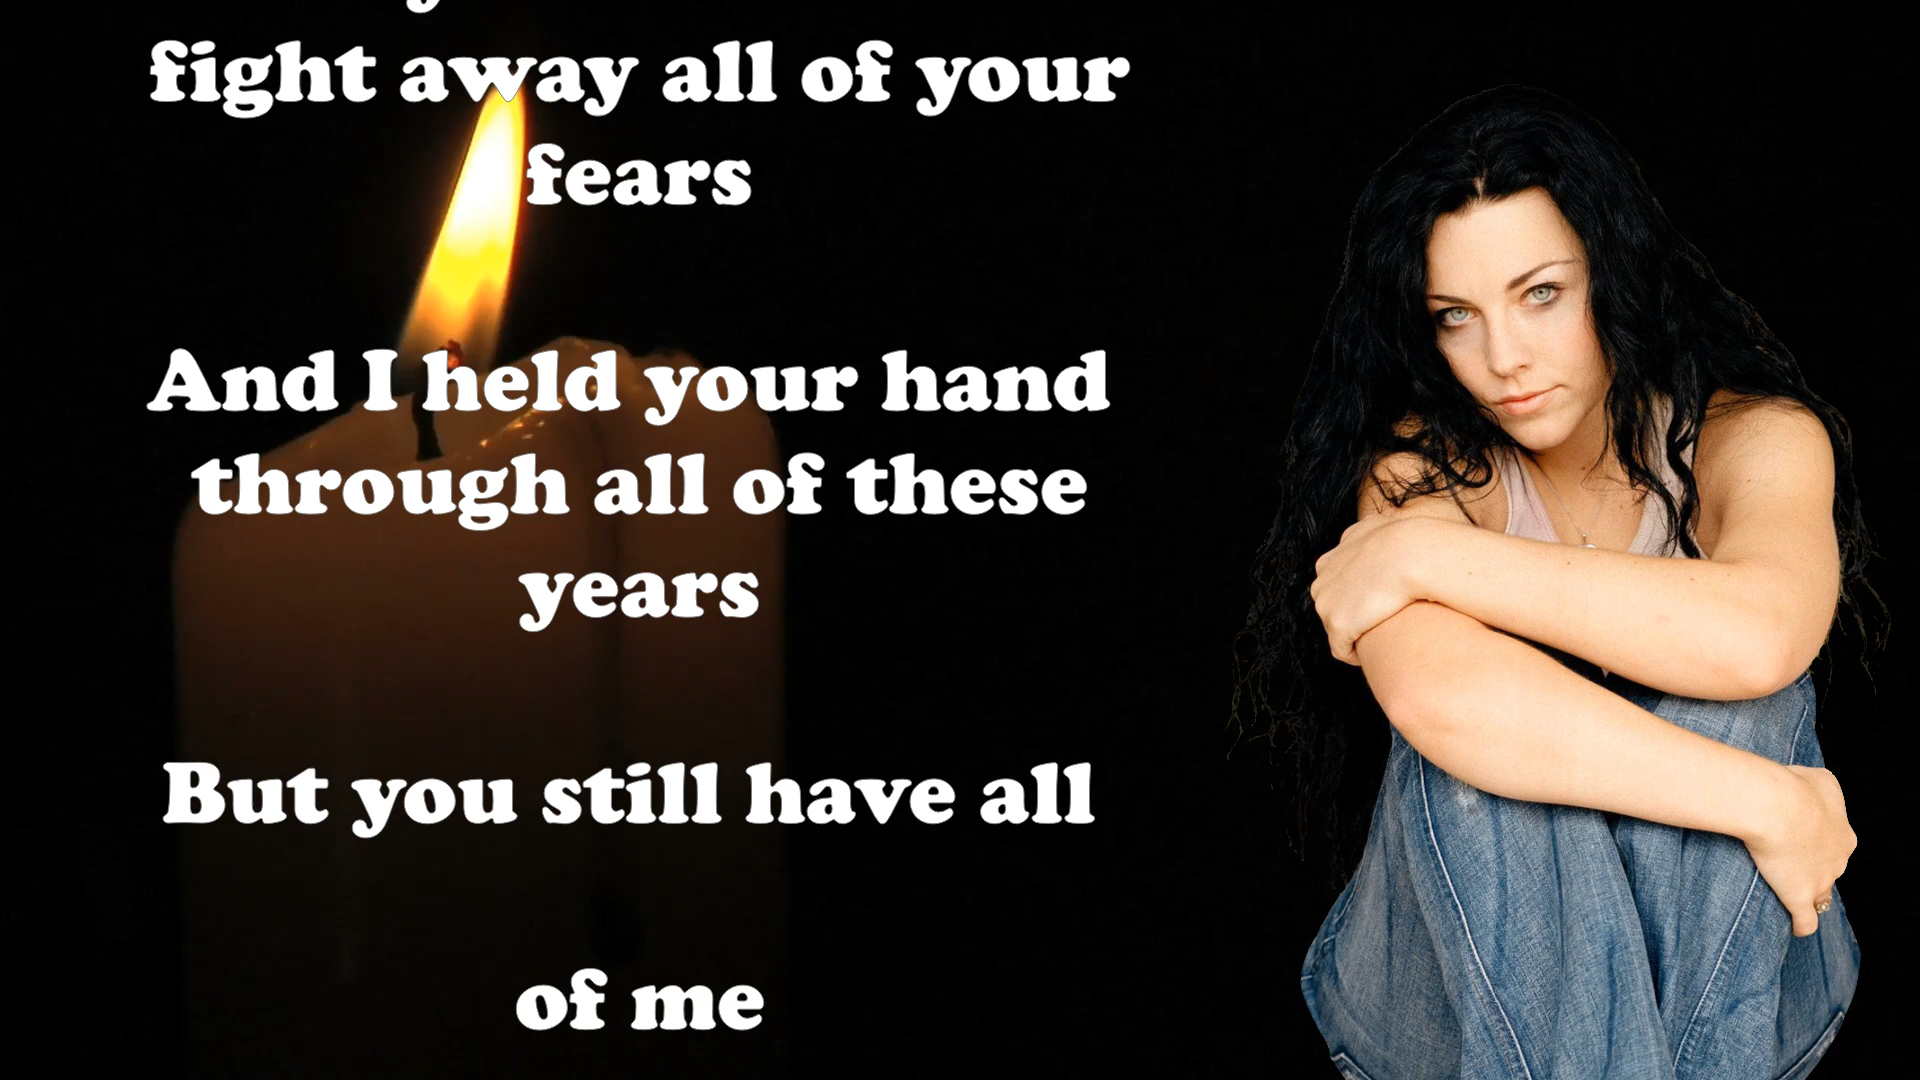 fight away all of your
fears
And I held your hand
through all of these
years
But you still have all
of me